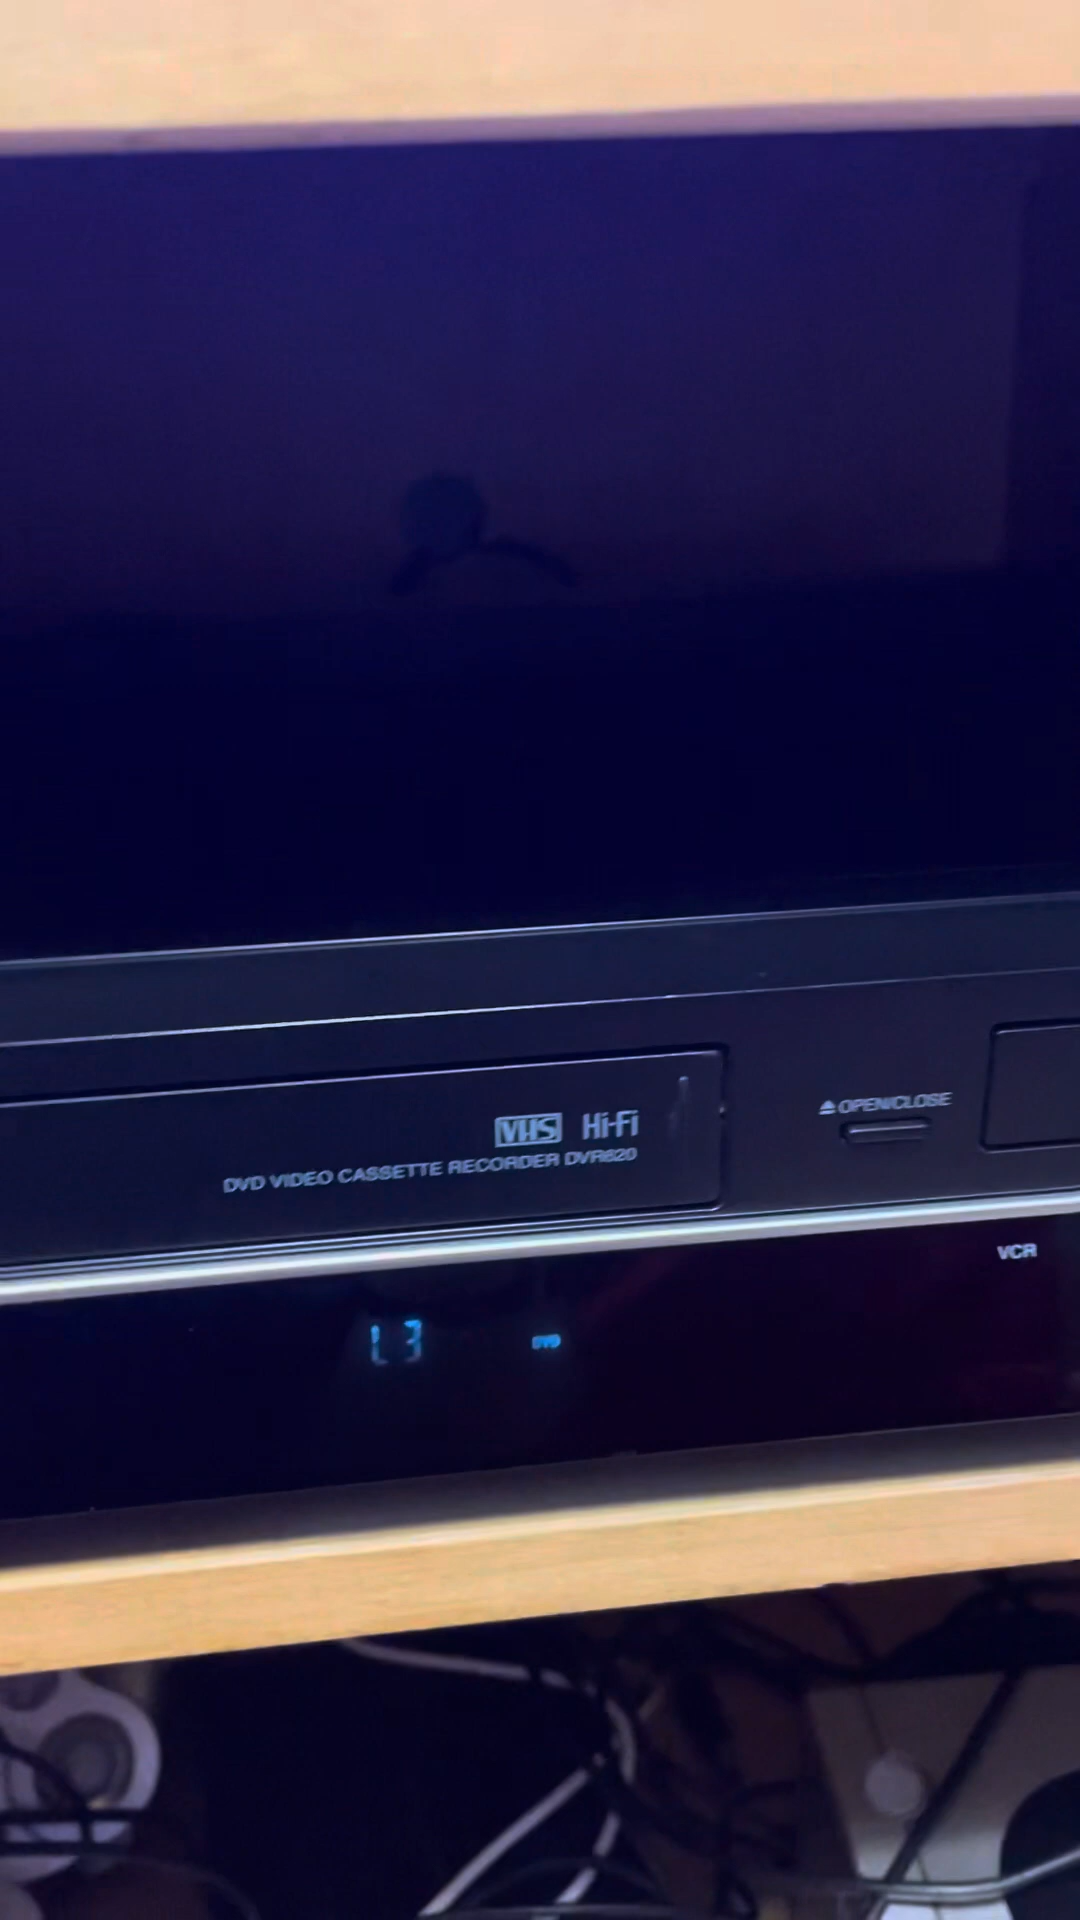 VHS Hi-Fi
DVD VIDEO CASSETTE RECORDER DVR620
OPEN/CLOSE
VCR
L3 DVD